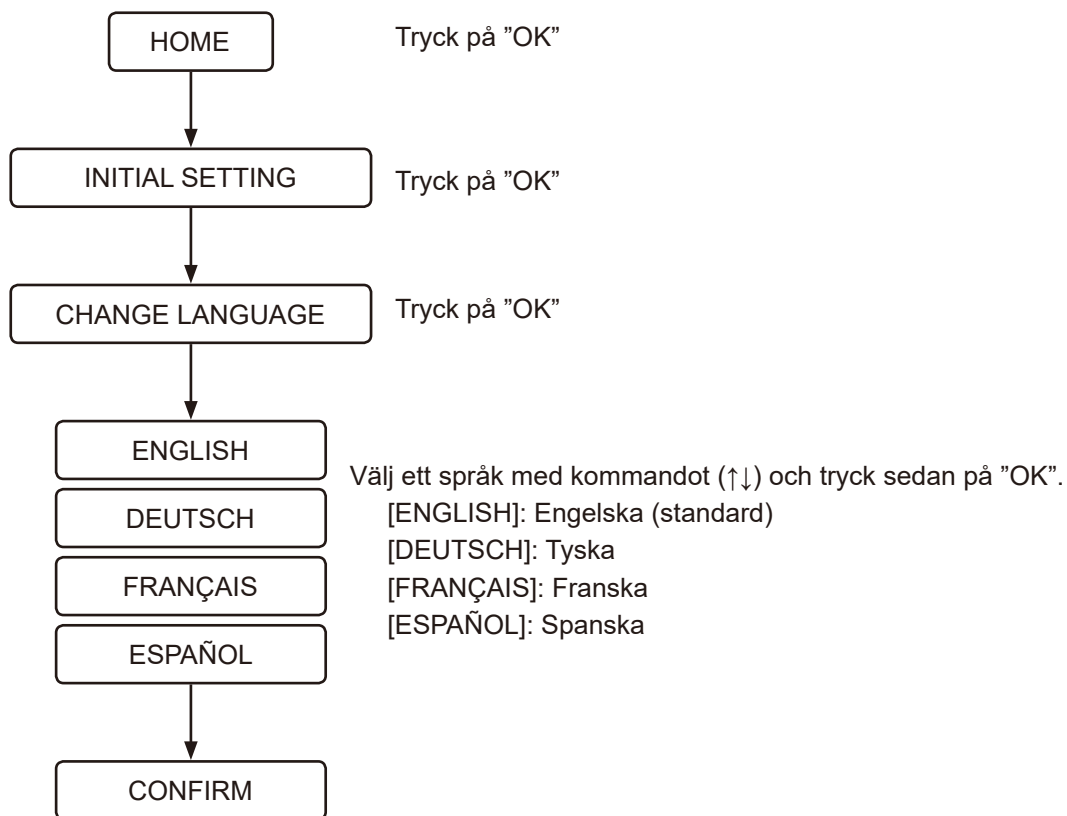 HOME
Tryck på ”OK”
INITIAL SETTING
Tryck på ”OK”
CHANGE LANGUAGE
Tryck på ”OK”
ENGLISH
DEUTSCH
FRANÇAIS
ESPAÑOL
Välj ett språk med kommandot (↑↓) och tryck sedan på ”OK”.
[ENGLISH]: Engelska (standard)
[DEUTSCH]: Tyska
[FRANÇAIS]: Franska
[ESPAÑOL]: Spanska
CONFIRM